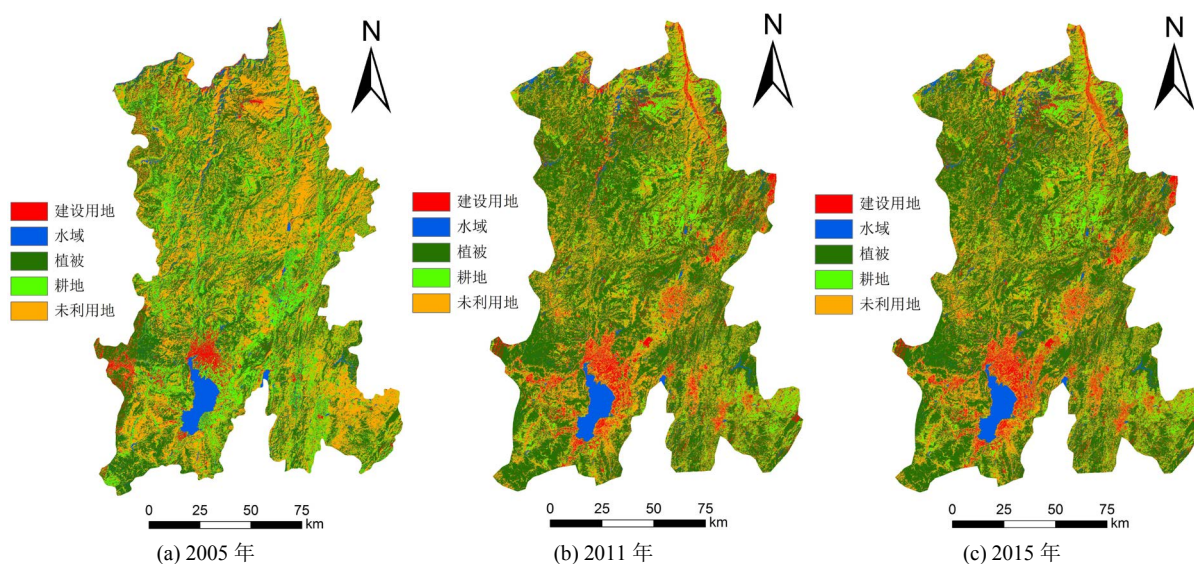 N
建设用地
水域
植被
耕地
未利用地
0 25 50 75
km
(a) 2005 年
N
建设用地
水域
植被
耕地
未利用地
0 25 50 75
km
(b) 2011 年
N
建设用地
水域
植被
耕地
未利用地
0 25 50 75
km
(c) 2015 年